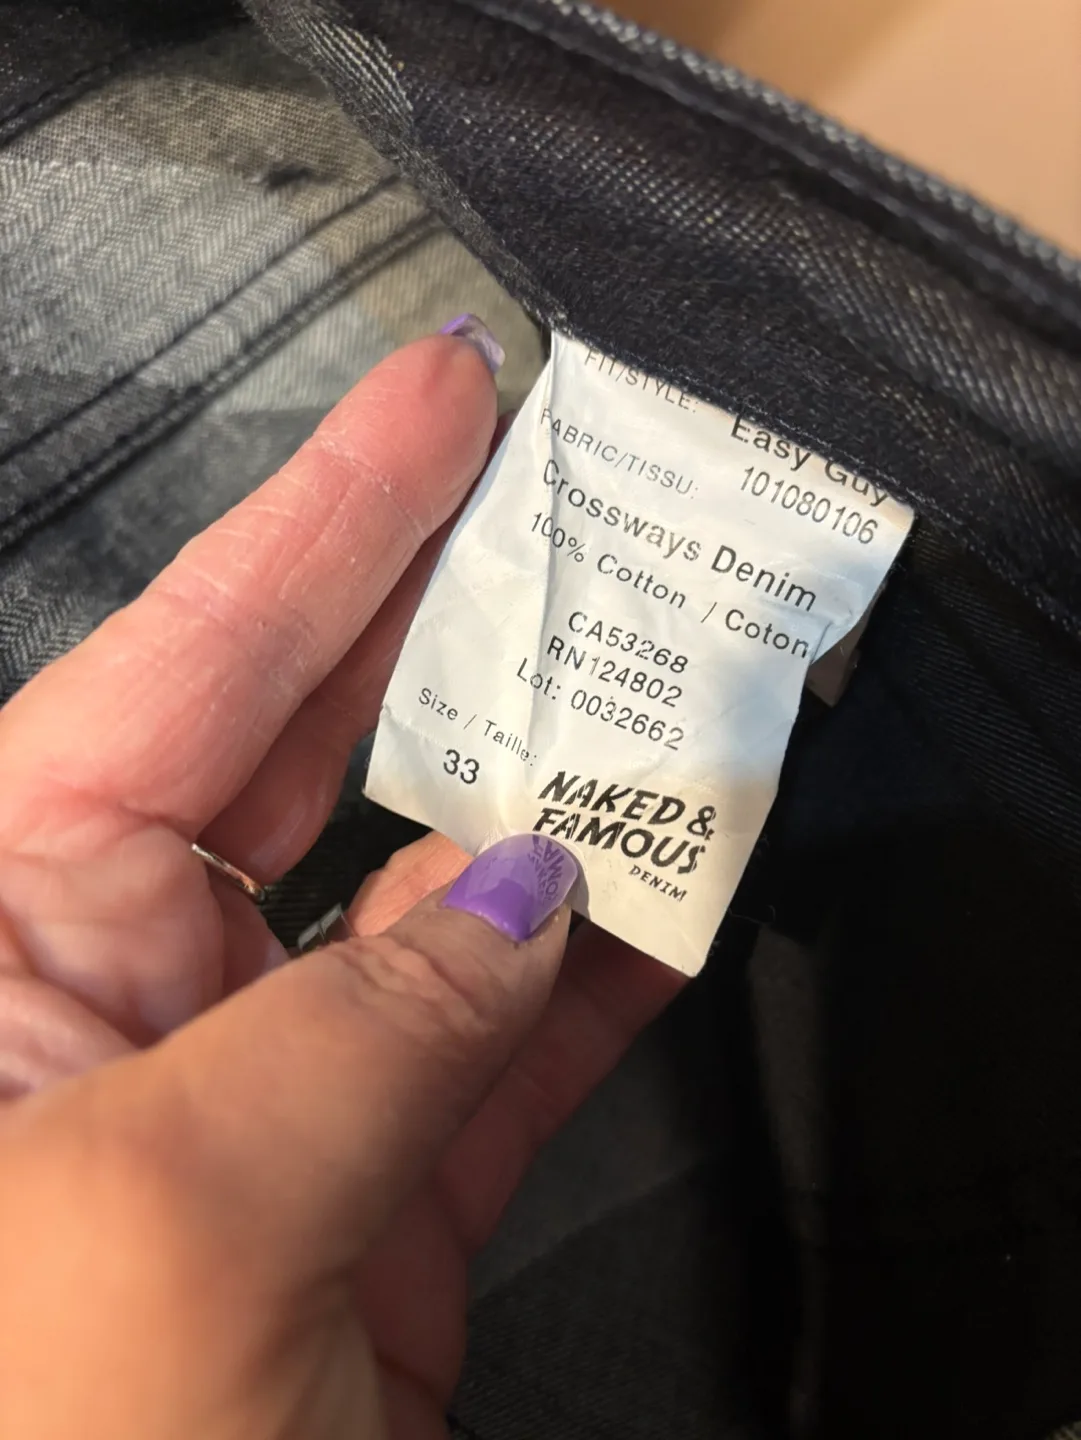 FIT/STYLE: Easy Guy
101080106
FABRIC/TISSU:
Crossways Denim
100% Cotton / Coton
CA53268
RN124802
Lot: 0032662
Size / Taille:
33
NAKED &
FAMOUS
DENIM